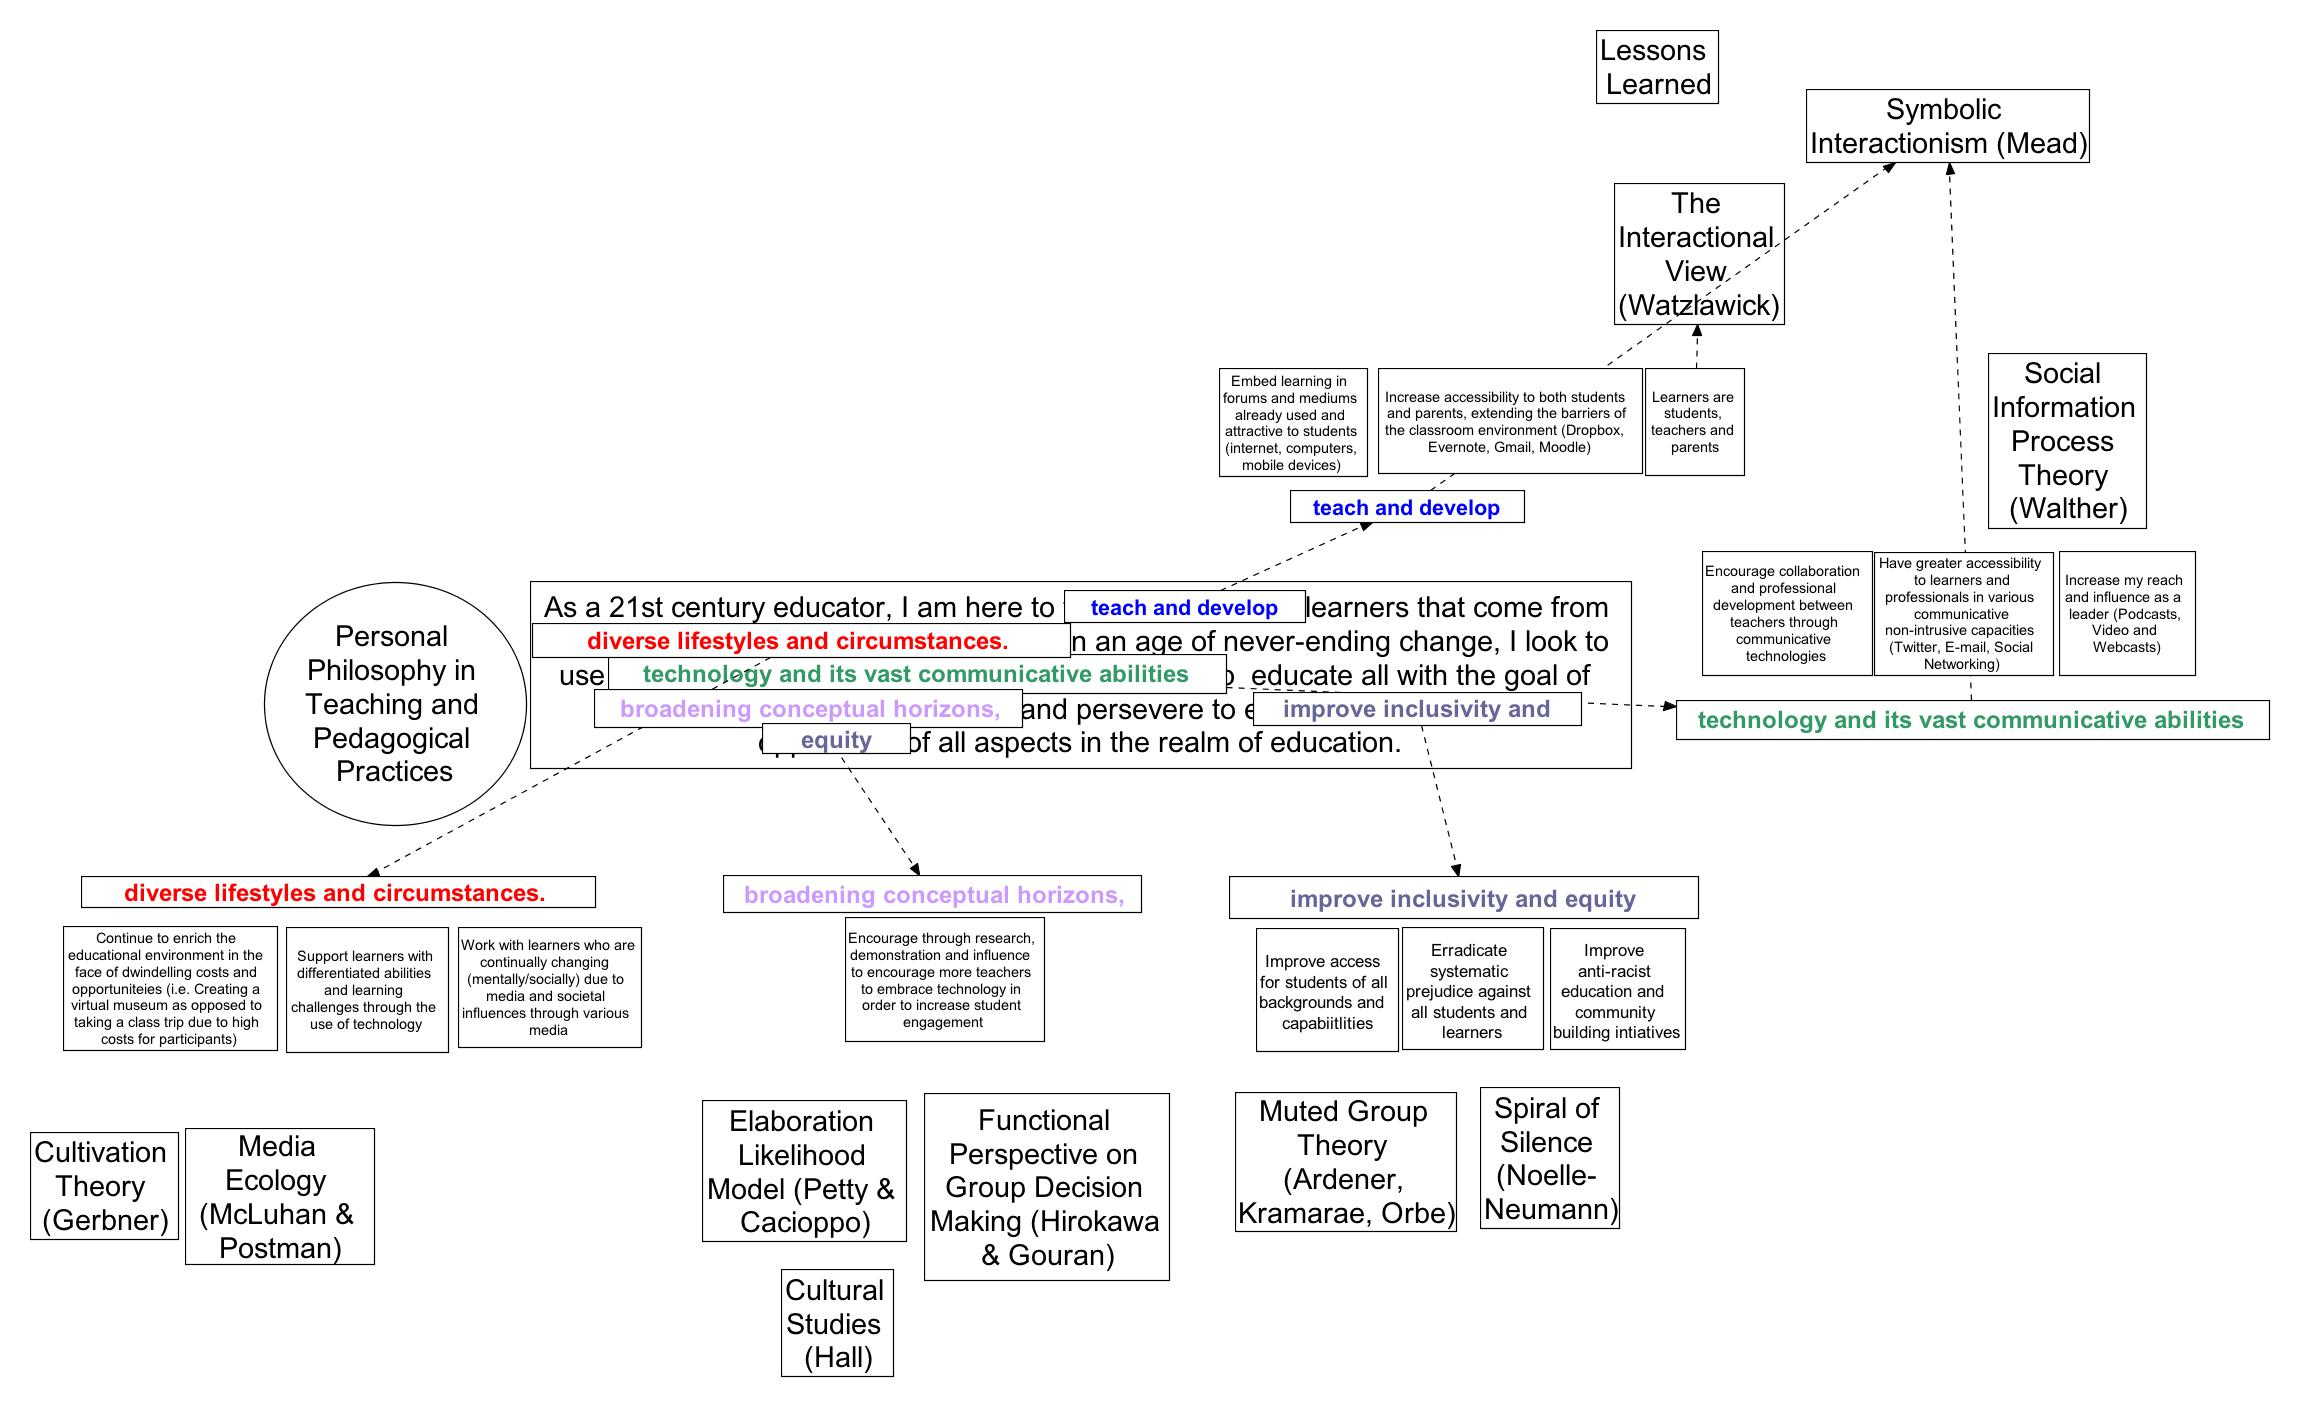 Lessons
Learned
Symbolic
Interactionism (Mead)
The
Interactional
View
(Watzlawick)
Social
Information
Process
Theory
(Walther)
Embed learning in
forums and mediums
already used and
attractive to students
(internet, computers,
mobile devices)
Increase accessibility to both students
and parents, extending the barriers of
the classroom environment (Dropbox,
Evernote, Gmail, Moodle)
Learners are
students,
teachers and
parents
teach and develop
Encourage collaboration
and professional
development between
teachers through
communicative
technologies
Have greater accessibility
to learners and
professionals in various
communicative
non-intrusive capacities
(Twitter, E-mail, Social
Networking)
Increase my reach
and influence as a
leader (Podcasts,
Video and
Webcasts)
technology and its vast communicative abilities
Personal
Philosophy in
Teaching and
Pedagogical
Practices
As a 21st century educator, I am here to teach and develop learners that come from
diverse lifestyles and circumstances. an age of never-ending change, I look to
use technology and its vast communicative abilities educate all with the goal of
broadening conceptual horizons, and persevere to improve inclusivity and
equity of all aspects in the realm of education.
diverse lifestyles and circumstances.
Continue to enrich the
educational environment in the
face of dwindelling costs and
opportuniteies (i.e. Creating a
virtual museum as opposed to
taking a class trip due to high
costs for participants)
Support learners with
differentiated abilities
and learning
challenges through the
use of technology
Work with learners who are
continually changing
(mentally/socially) due to
media and societal
influences through various
media
broadening conceptual horizons,
Encourage through research,
demonstration and influence
to encourage more teachers
to embrace technology in
order to increase student
engagement
improve inclusivity and equity
Improve access
for students of all
backgrounds and
capabiitlities
Erradicate
systematic
prejudice against
all students and
learners
Improve
anti-racist
education and
community
building intiatives
Cultivation
Theory
(Gerbner)
Media
Ecology
(McLuhan &
Postman)
Elaboration
Likelihood
Model (Petty &
Cacioppo)
Functional
Perspective on
Group Decision
Making (Hirokawa
& Gouran)
Cultural
Studies
(Hall)
Muted Group
Theory
(Ardener,
Kramarae, Orbe)
Spiral of
Silence
(Noelle-
Neumann)